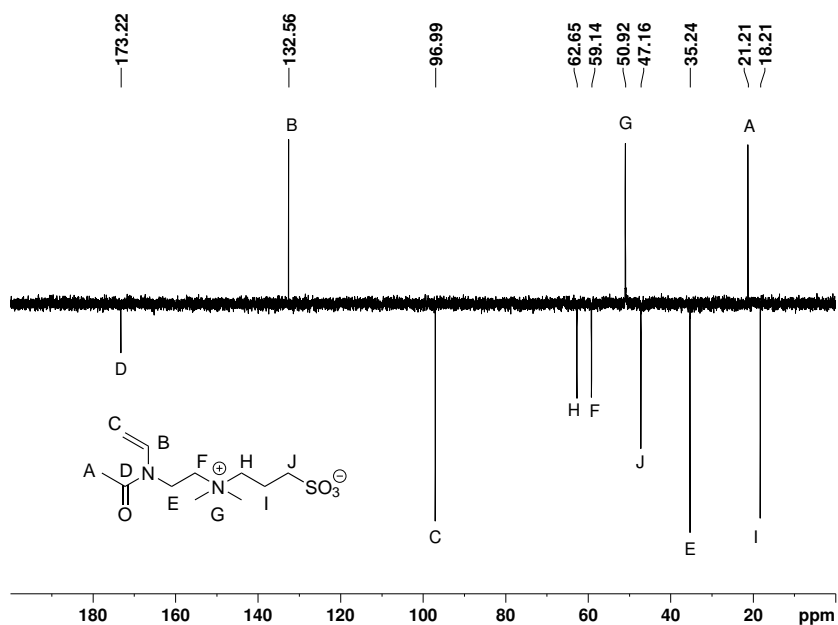 173.22 132.56 96.99 62.65 59.14 50.92 47.16 35.24 21.21 18.21
B G A
D
H F
J
C E I
C
B
A D N F ⊕ H J ⊖
N SO3
O E G I
180 160 140 120 100 80 60 40 20 ppm